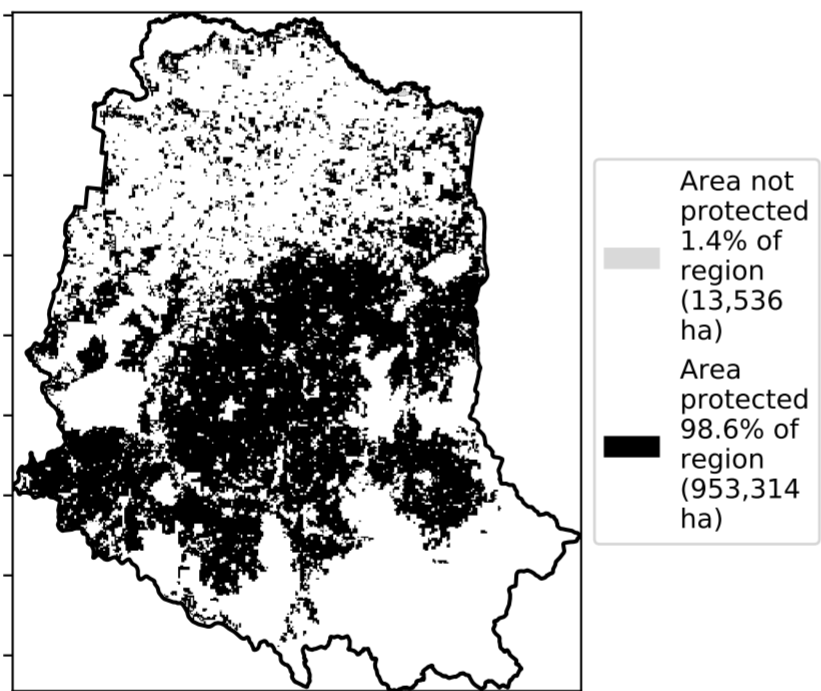 Area not
protected
1.4% of
region
(13,536
ha)
Area
protected
98.6% of
region
(953,314
ha)